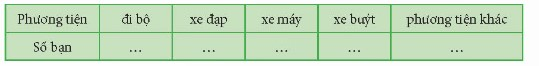 Phương tiện đi bộ xe đạp xe máy xe buýt phương tiện khác
Số bạn ... ... ... ... ...